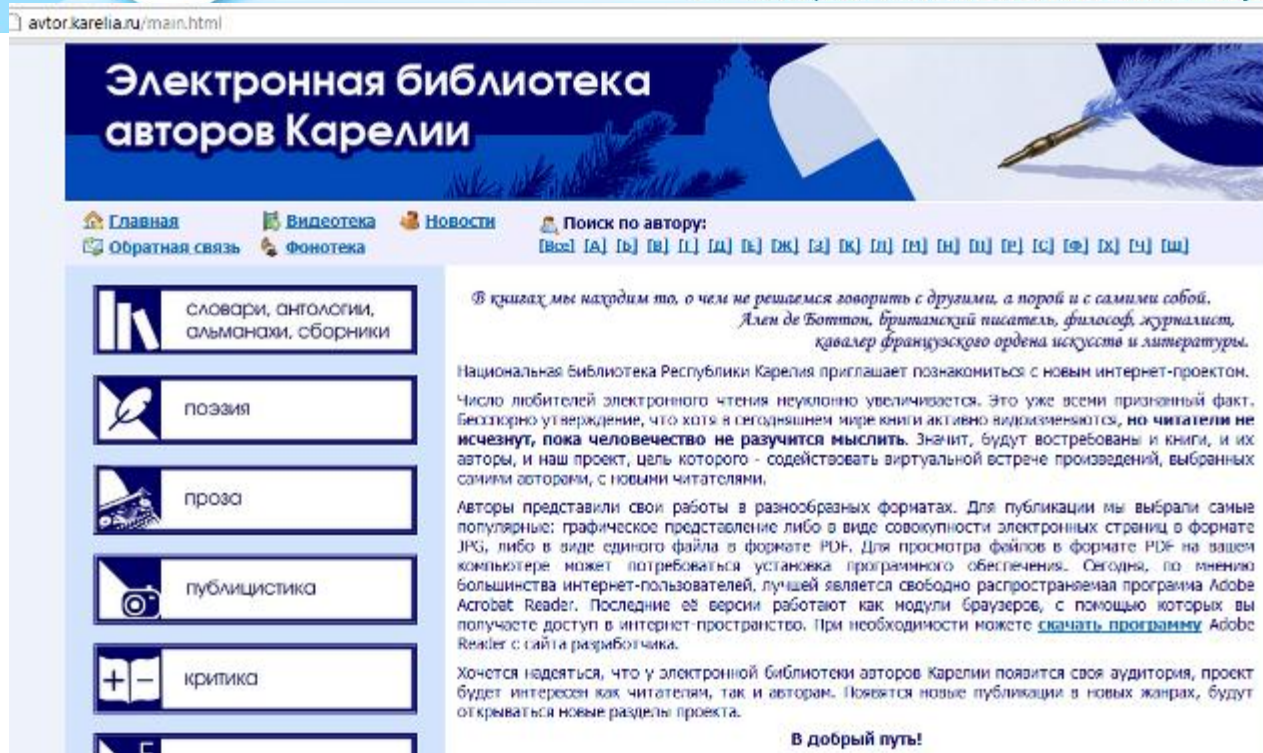 avtor.karelia.ru/main.html
Электронная библиотека
авторов Карелии
Главная
Видеотека
Новости
Поиск по автору:
Обратная связь
Фонотека
[Все] [А] [Б] [В] [Г] [Д] [Е] [Ж] [З] [К] [Л] [М] [Н] [П] [Р] [С] [Ф] [Х] [Ч] [Ш]
словари, антологии,
альманахи, сборники
поэзия
проза
публицистика
критика
В книгах мы находим то, о чем не решаемся говорить с другими, а порой и с самими собой.
Ален де Боттон, британский писатель, философ, журналист,
кавалер французского ордена искусств и литературы.
Национальная библиотека Республики Карелия приглашает познакомиться с новым интернет-проектом.
Число любителей электронного чтения неуклонно увеличивается. Это уже всеми признанный факт.
Бесспорно утверждение, что хотя в сегодняшнем мире книги активно видоизменяются, но читатели не
исчезнут, пока человечество не разучится мыслить. Значит, будут востребованы и книги, и их
авторы, и наш проект, цель которого - содействовать виртуальной встрече произведений, выбранных
самими авторами, с новыми читателями.
Авторы представили свои работы в разнообразных форматах. Для публикации мы выбрали самые
популярные: графическое представление либо в виде совокупности электронных страниц в формате
JPG, либо в виде единого файла в формате PDF. Для просмотра файлов в формате PDF на вашем
компьютере может потребоваться установка программного обеспечения. Сегодня, по мнению
большинства интернет-пользователей, лучшей является свободно распространяемая программа Adobe
Acrobat Reader. Последние её версии работают как модули браузеров, с помощью которых вы
получаете доступ в интернет-пространство. При необходимости можете скачать программу Adobe
Reader с сайта разработчика.
Хочется надеяться, что у электронной библиотеки авторов Карелии появится своя аудитория, проект
будет интересен как читателям, так и авторам. Появятся новые публикации в новых жанрах, будут
открываться новые разделы проекта.
В добрый путь!